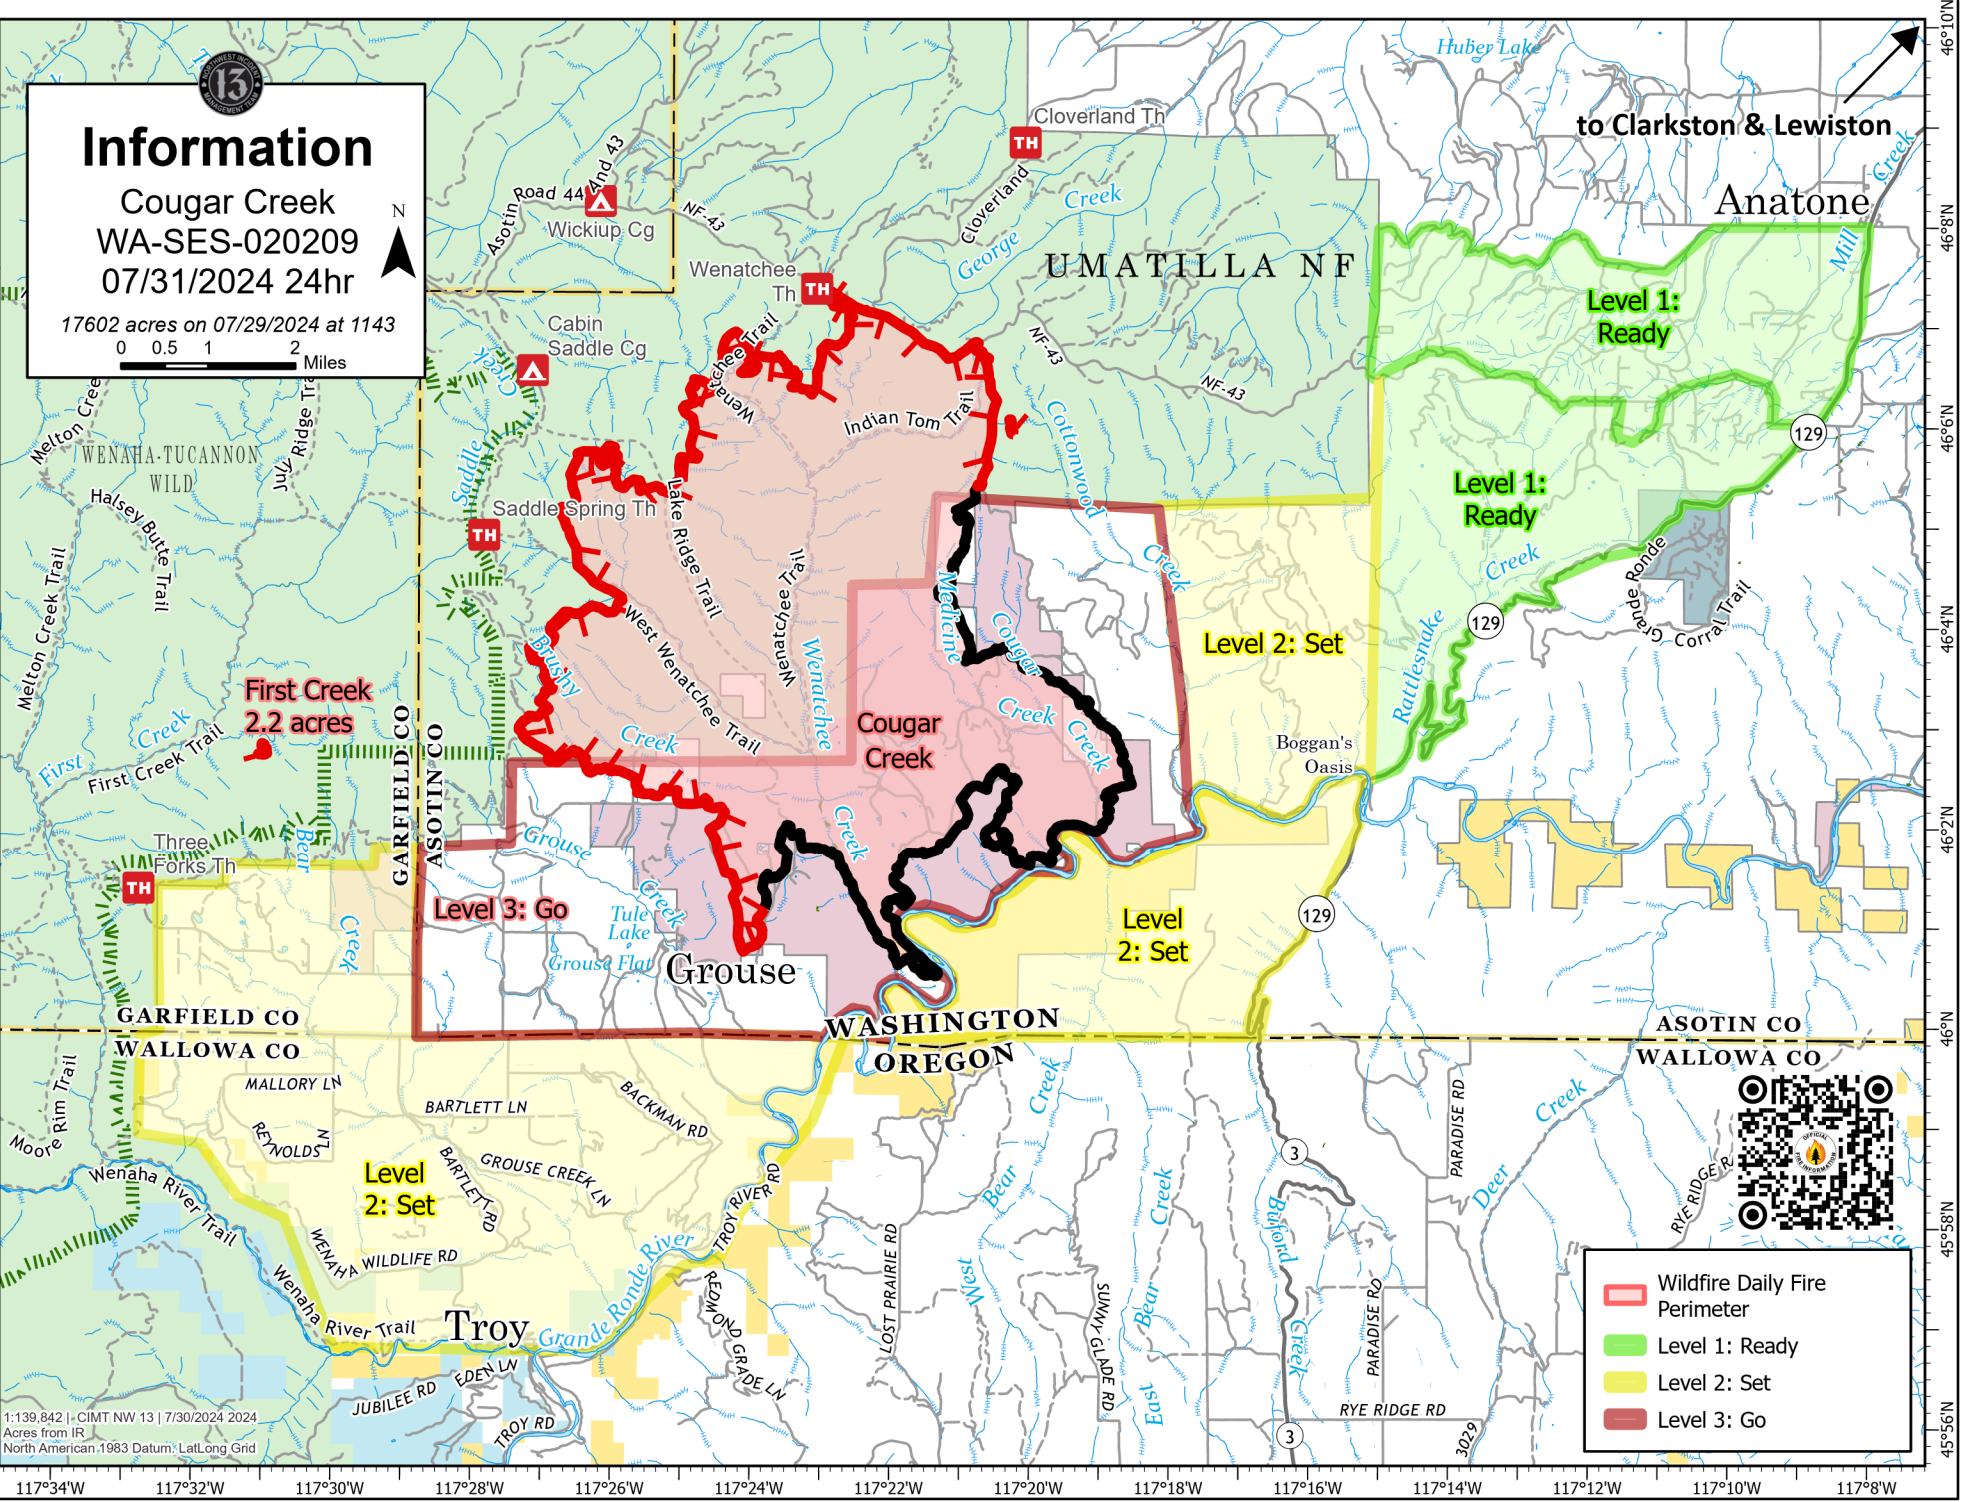 NORTHWEST INCIDENT
13
MANAGEMENT TEAM
Information
Cougar Creek
WA-SES-020209
07/31/2024 24hr
17602 acres on 07/29/2024 at 1143
0 0.5 1 2 Miles
N
Huber Lake
to Clarkston & Lewiston
Anatone
Mill
Creek
Cloverland Th
Cloverland
Asotin Road 44 And 43
Wickiup Cg
NF-43
George
Creek
UMATILLA NF
Wenatchee
Th
TH
TH
Cabin
Saddle Cg
Creek
Saddle
Wenatchee Trail
Indian Tom Trail
NF-43
NF-43
Level 1:
Ready
129
Melton Creek
July Ridge Trail
WENAHA-TUCANNON
WILD
Halsey Butte Trail
Saddle Spring Th
TH
Lake Ridge Trail
Cottonwood
Creek
Level 1:
Ready
Creek
Grande Ronde
Corral Trail
Melton Creek Trail
Brushy
Creek
West Wenatchee Trail
Wenatchee Trail
Wenatchee
Creek
Medicine
Creek
Cougar
Creek
Level 2: Set
Rattlesnake
129
First Creek
2.2 acres
First
Creek
First Creek Trail
GARFIELD CO
ASOTIN CO
Cougar
Creek
Boggan's
Oasis
Three
Forks Th
TH
Bear
Creek
Grouse
Creek
Level 3: Go
Tule
Lake
Grouse Flat
Grouse
Level
2: Set
129
GARFIELD CO
WALLOWA CO
WASHINGTON
OREGON
ASOTIN CO
WALLOWA CO
Moore Rim Trail
MALLORY LN
BARTLETT LN
BACKMAN RD
REYNOLDS LN
BARTLETT RD
GROUSE CREEK LN
Level
2: Set
Wenaha River Trail
WENAHA WILDLIFE RD
TROY RIVER RD
Wenaha River Trail
Troy
Grande Ronde River
REDMOND GRADE LN
EDEN LN
JUBILEE RD
TROY RD
LOST PRAIRIE RD
West
Bear
Creek
SUNNY GLADE RD
East
Bear
Creek
3
Buford
Creek
PARADISE RD
PARADISE RD
RYE RIDGE RD
3
3029
Deer
Creek
OFFICIAL
FIRE INFORMATION
Wildfire Daily Fire
Perimeter
Level 1: Ready
Level 2: Set
Level 3: Go
1:139,842 | CIMT NW 13 | 7/30/2024 2024
Acres from IR
North American 1983 Datum, LatLong Grid
117°34'W 117°32'W 117°30'W 117°28'W 117°26'W 117°24'W 117°22'W 117°20'W 117°18'W 117°16'W 117°14'W 117°12'W 117°10'W 117°8'W
46°10'N
46°8'N
46°6'N
46°4'N
46°2'N
46°N
45°58'N
45°56'N